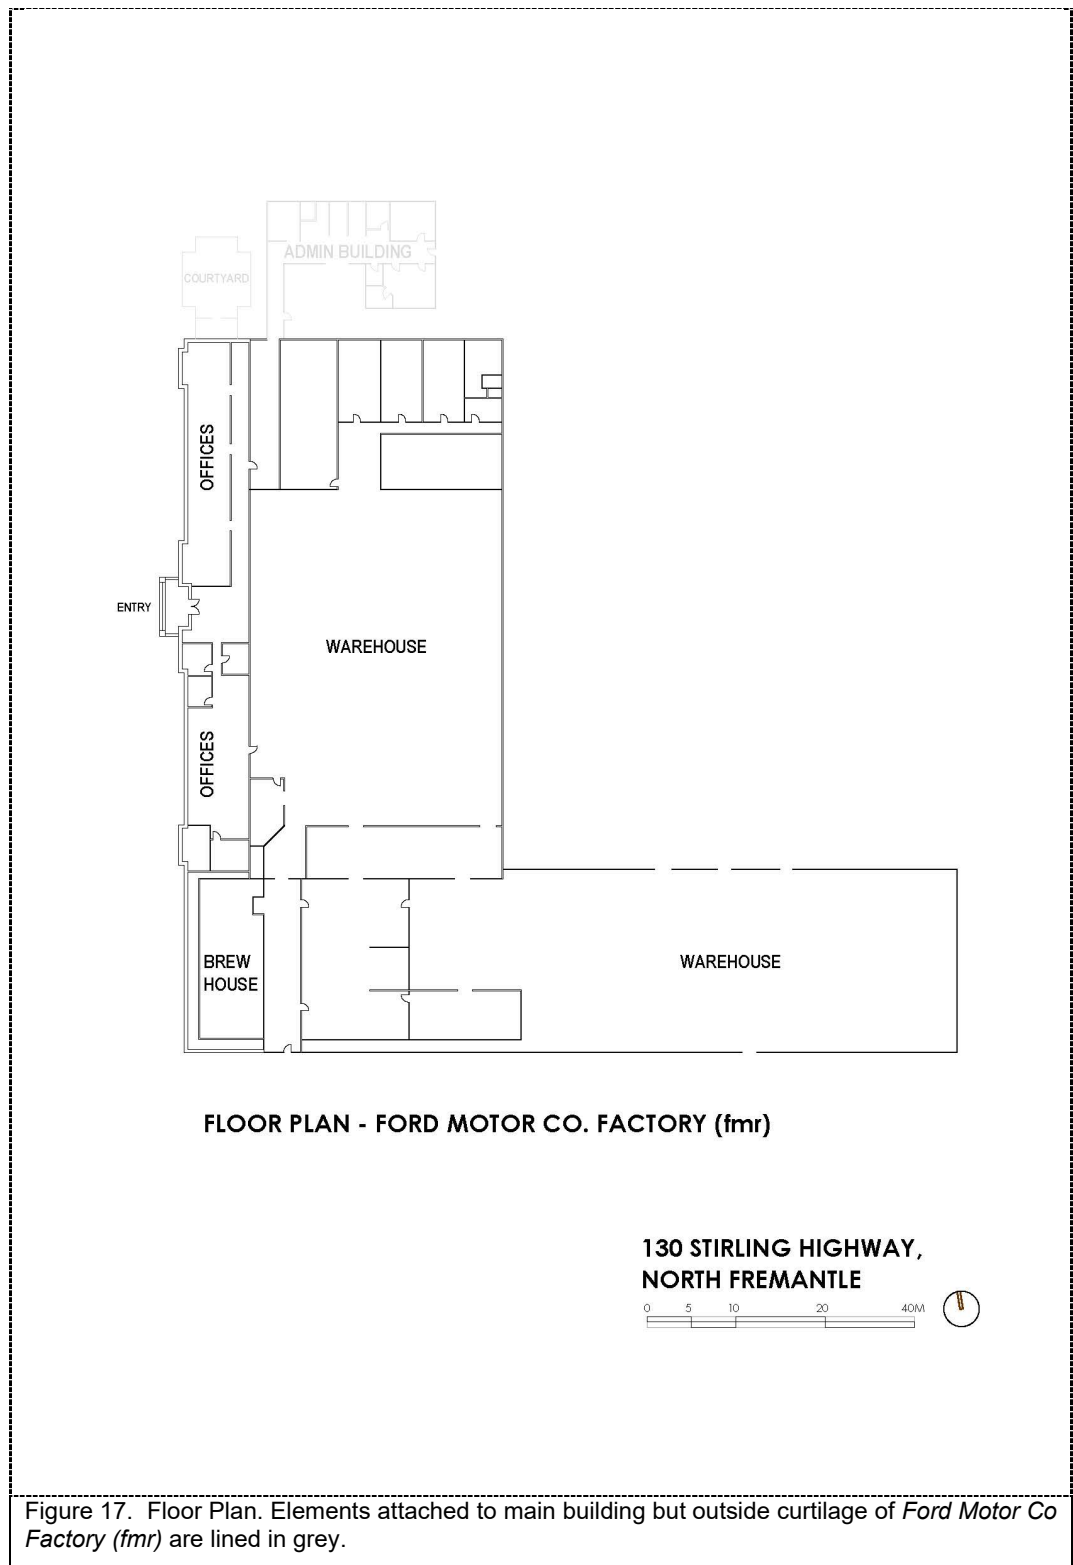 ADMIN BUILDING
COURTYARD
OFFICES
ENTRY
WAREHOUSE
OFFICES
BREW
HOUSE
WAREHOUSE
FLOOR PLAN - FORD MOTOR CO. FACTORY (fmr)
130 STIRLING HIGHWAY,
NORTH FREMANTLE
0 5 10 20 40M
Figure 17. Floor Plan. Elements attached to main building but outside curtilage of Ford Motor Co
Factory (fmr) are lined in grey.